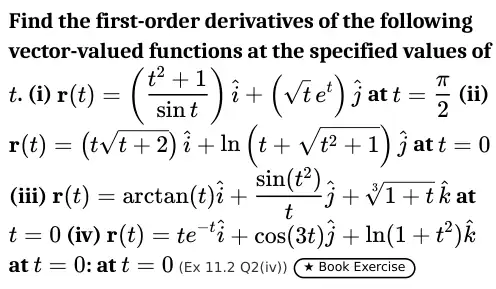 Find the first-order derivatives of the following
vector-valued functions at the specified values of
t. (i) r(t) = ( (t² + 1) / (sin t) ) î + (√t eᵗ) ĵ at t = π/2 (ii)
r(t) = (t√(t + 2)) î + ln (t + √(t² + 1)) ĵ at t = 0
(iii) r(t) = arctan(t)î + sin(t²)/t ĵ + ∛(1 + t) k̂ at
t = 0 (iv) r(t) = te⁻ᵗî + cos(3t)ĵ + ln(1 + t²)k̂
at t = 0: at t = 0 (Ex 11.2 Q2(iv)) ★ Book Exercise